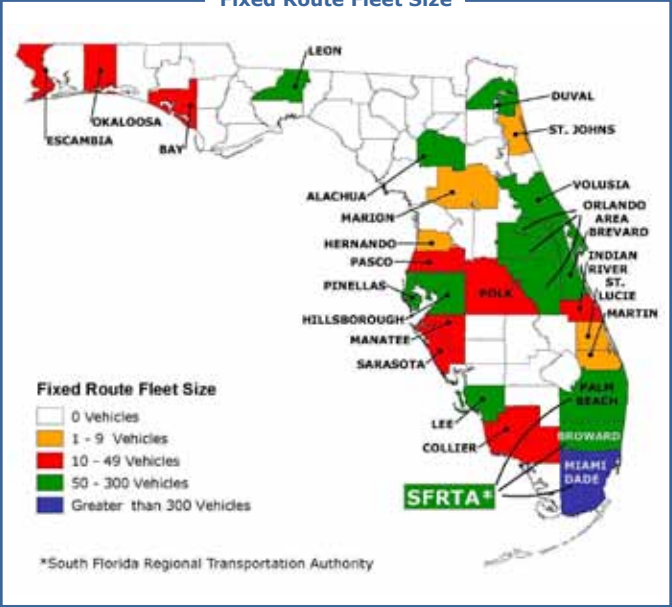 Fixed Route Fleet Size
LEON
DUVAL
OKALOOSA
ST. JOHNS
ESCAMBIA
BAY
VOLUSIA
ALACHUA
ORLANDO
AREA
MARION
BREVARD
HERNANDO
INDIAN
RIVER
PASCO
ST.
LUCIE
PINELLAS
POLK
MARTIN
HILLSBOROUGH
MANATEE
SARASOTA
Fixed Route Fleet Size
PALM
BEACH
0 Vehicles
LEE
1 - 9 Vehicles
BROWARD
COLLIER
10 - 49 Vehicles
MIAMI
DADE
50 - 300 Vehicles
SFRTA*
Greater than 300 Vehicles
*South Florida Regional Transportation Authority